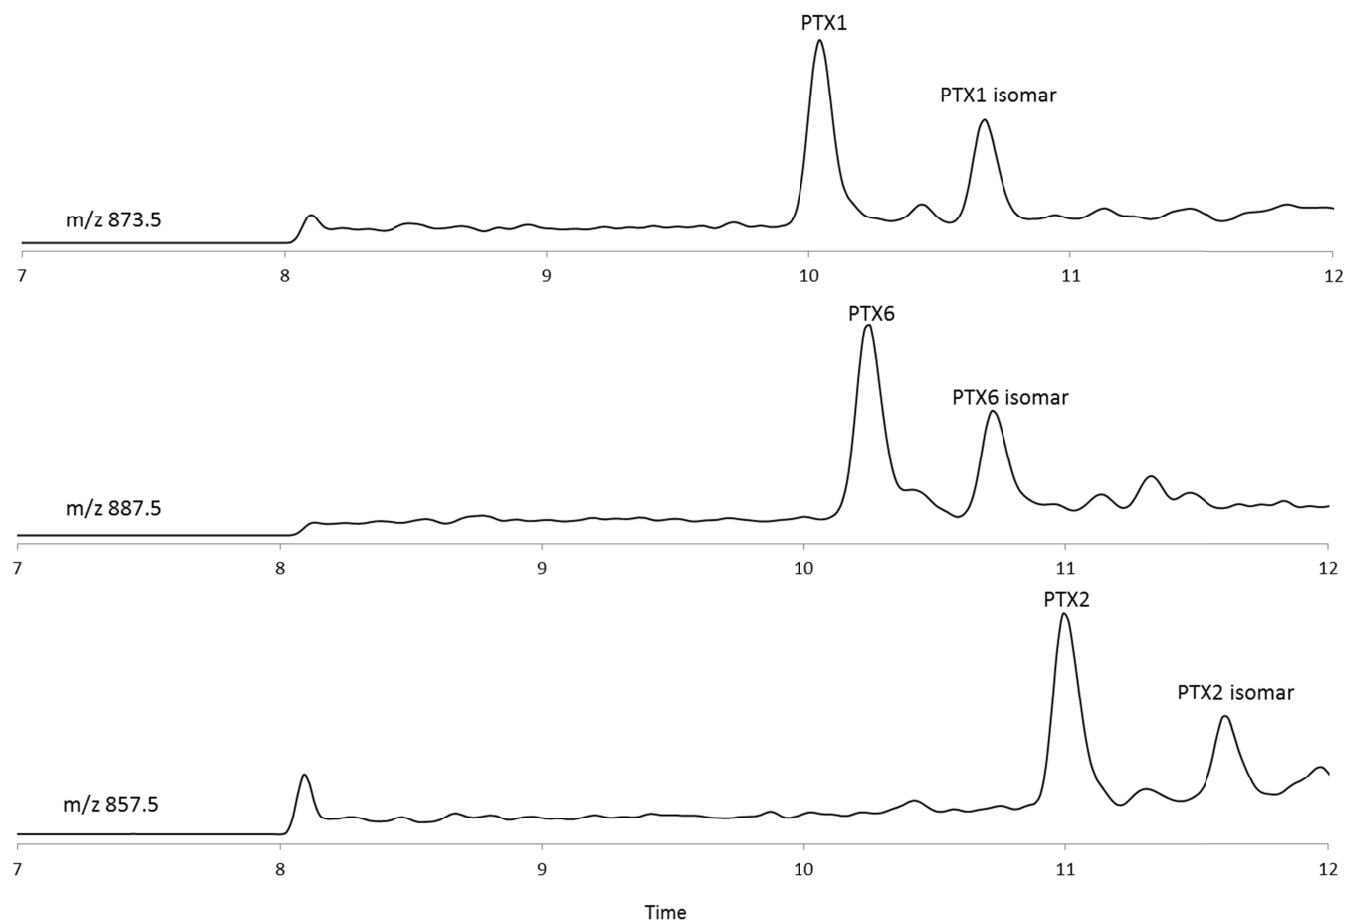 PTX1
PTX1 isomar
m/z 873.5
7 8 9 10 11 12
PTX6
PTX6 isomar
m/z 887.5
7 8 9 10 11 12
PTX2
PTX2 isomar
m/z 857.5
7 8 9 10 11 12
Time